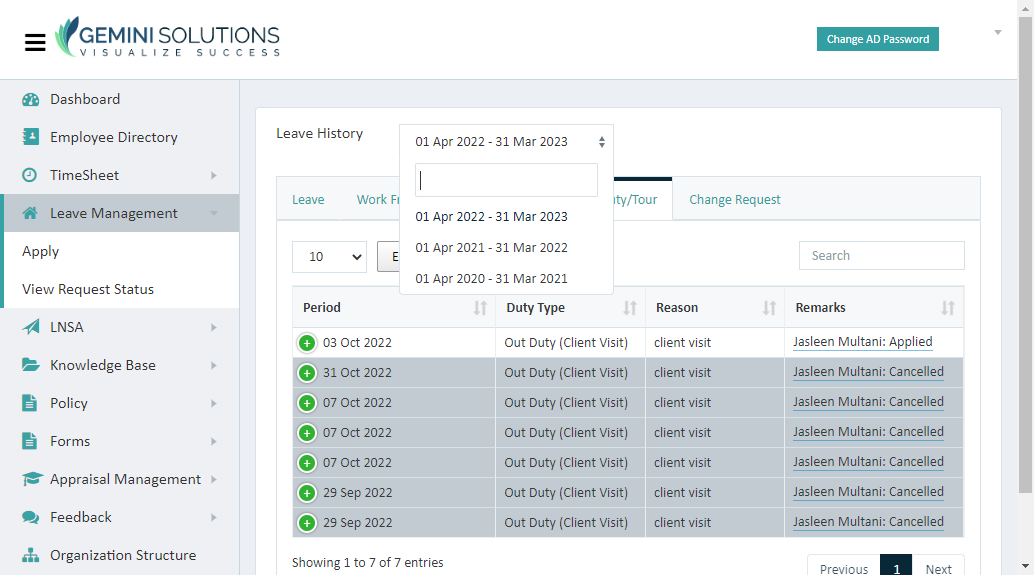 GEMINI SOLUTIONS
VISUALIZE SUCCESS
Change AD Password
Dashboard
Employee Directory
TimeSheet
Leave Management
Apply
View Request Status
LNSA
Knowledge Base
Policy
Forms
Appraisal Management
Feedback
Organization Structure
Leave History
01 Apr 2022 - 31 Mar 2023
01 Apr 2022 - 31 Mar 2023
01 Apr 2021 - 31 Mar 2022
01 Apr 2020 - 31 Mar 2021
Leave Work Fr uty/Tour Change Request
10 E Search
Period Duty Type Reason Remarks
03 Oct 2022 Out Duty (Client Visit) client visit Jasleen Multani: Applied
31 Oct 2022 Out Duty (Client Visit) client visit Jasleen Multani: Cancelled
07 Oct 2022 Out Duty (Client Visit) client visit Jasleen Multani: Cancelled
07 Oct 2022 Out Duty (Client Visit) client visit Jasleen Multani: Cancelled
07 Oct 2022 Out Duty (Client Visit) client visit Jasleen Multani: Cancelled
29 Sep 2022 Out Duty (Client Visit) client visit Jasleen Multani: Cancelled
29 Sep 2022 Out Duty (Client Visit) client visit Jasleen Multani: Cancelled
Showing 1 to 7 of 7 entries
Previous 1 Next